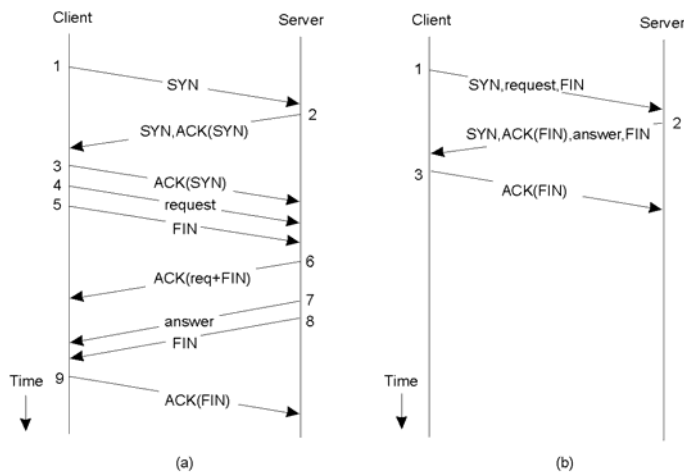 Client
Server
1
SYN
2
SYN,ACK(SYN)
3
ACK(SYN)
4
request
5
FIN
6
ACK(req+FIN)
7
answer
8
FIN
9
ACK(FIN)
Time
(a)
Client
Server
1
SYN,request,FIN
2
SYN,ACK(FIN),answer,FIN
3
ACK(FIN)
Time
(b)